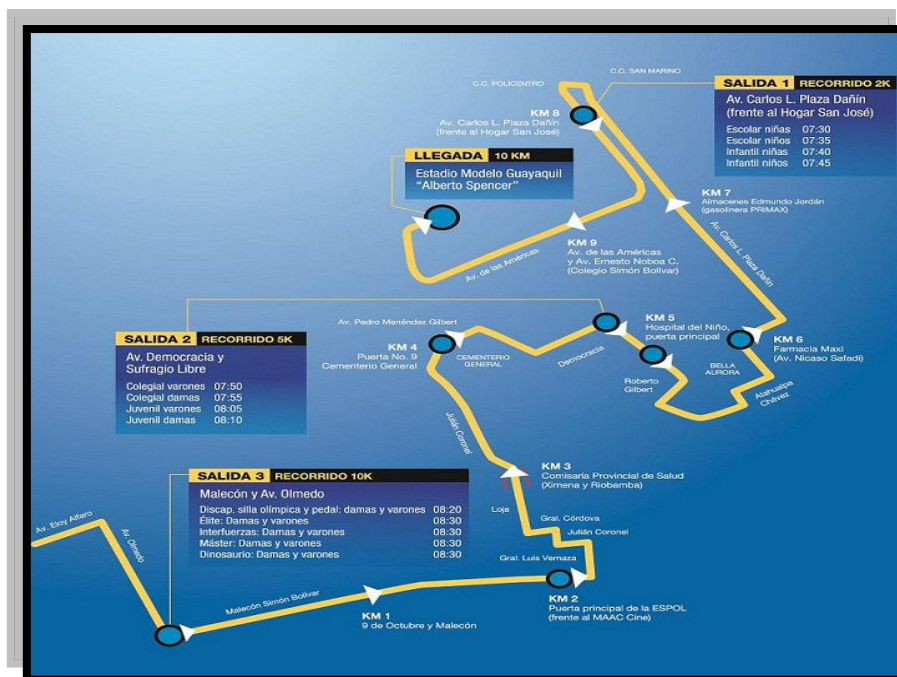 C.C. POLICENTRO
C.C. SAN MARINO
SALIDA 1 RECORRIDO 2K
Av. Carlos L. Plaza Dañín
(frente al Hogar San José)
Escolar niñas 07:30
Escolar niños 07:35
Infantil niñas 07:40
Infantil niños 07:45
KM 8
Av. Carlos L. Plaza Dañín
(frente al Hogar San José)
LLEGADA 10 KM
Estadio Modelo Guayaquil
"Alberto Spencer"
KM 7
Almacenes Edmundo Jordán
(gasolinera PRIMAX)
Av. Carlos L. Plaza Dañín
KM 9
Av. de las Américas
y Av. Ernesto Noboa C.
(Colegio Simón Bolívar)
Av. de las Américas
SALIDA 2 RECORRIDO 5K
Av. Democracia y
Sufragio Libre
Colegial varones 07:50
Colegial damas 07:55
Juvenil varones 08:05
Juvenil damas 08:10
Av. Pedro Menéndez Gilbert
KM 4
Puerta No. 9
Cementerio General
CEMENTERIO
GENERAL
Democracia
KM 5
Hospital del Niño,
puerta principal
Roberto
Gilbert
BELLA
AURORA
KM 6
Farmacia Maxi
(Av. Nicaso Safadi)
Atahualpa
Chávez
Julián Coronel
KM 3
Comisaría Provincial de Salud
(Ximena y Riobamba)
SALIDA 3 RECORRIDO 10K
Malecón y Av. Olmedo
Discap. silla olímpica y pedal: damas y varones 08:20
Élite: Damas y varones 08:30
Interfuerzas: Damas y varones 08:30
Máster: Damas y varones 08:30
Dinosaurio: Damas y varones 08:30
Loja
Gral. Córdova
Julián Coronel
Gral. Luis Vernaza
Av. Eloy Alfaro
Av. Olmedo
Malecón Simón Bolívar
KM 1
9 de Octubre y Malecón
KM 2
Puerta principal de la ESPOL
(frente al MAAC Cine)